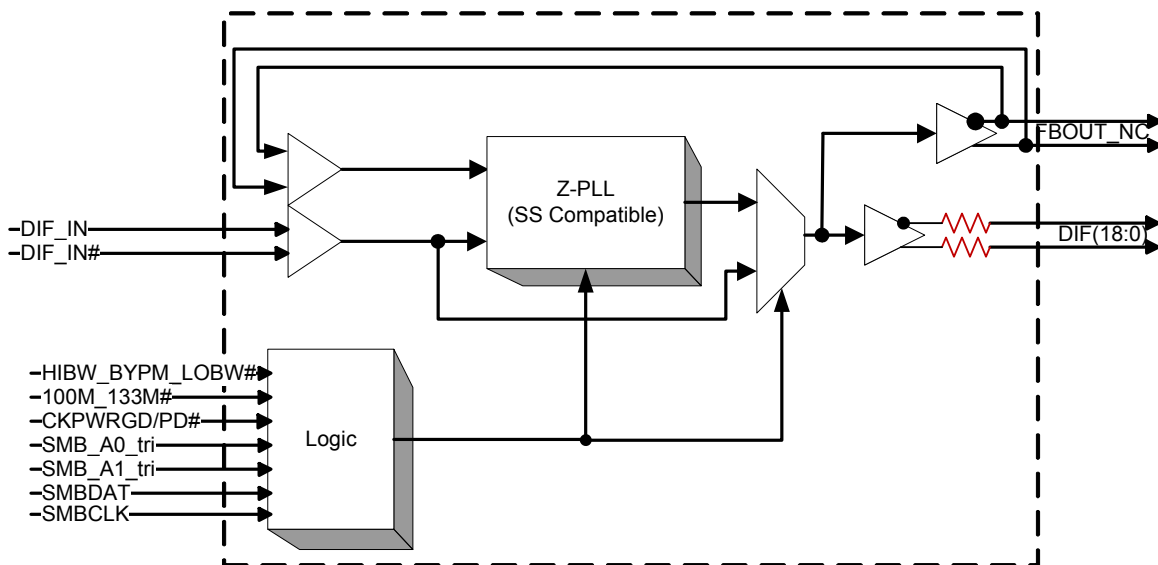 FBOUT_NC
Z-PLL
(SS Compatible)
DIF_IN
DIF_IN#
DIF(18:0)
HIBW_BYPM_LOBW#
100M_133M#
CKPWRGD/PD#
SMB_A0_tri
SMB_A1_tri
SMBDAT
SMBCLK
Logic